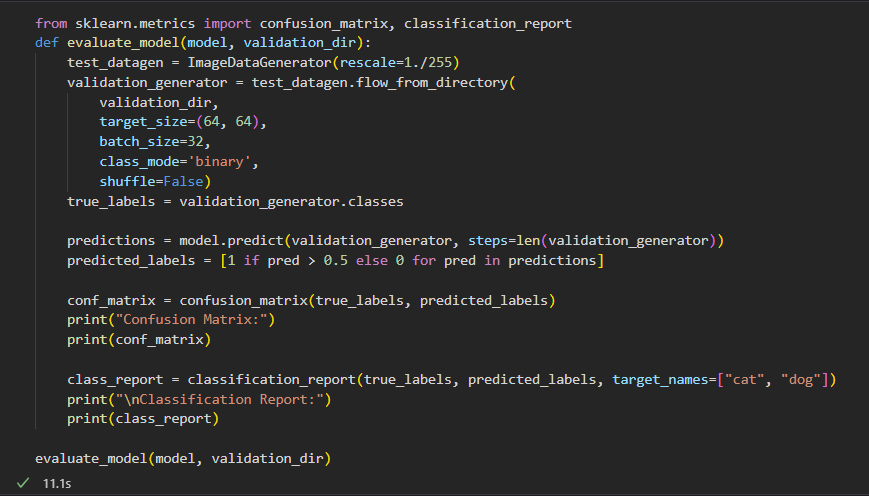 from sklearn.metrics import confusion_matrix, classification_report
def evaluate_model(model, validation_dir):
    test_datagen = ImageDataGenerator(rescale=1./255)
    validation_generator = test_datagen.flow_from_directory(
        validation_dir,
        target_size=(64, 64),
        batch_size=32,
        class_mode='binary',
        shuffle=False)
    true_labels = validation_generator.classes

    predictions = model.predict(validation_generator, steps=len(validation_generator))
    predicted_labels = [1 if pred > 0.5 else 0 for pred in predictions]

    conf_matrix = confusion_matrix(true_labels, predicted_labels)
    print("Confusion Matrix:")
    print(conf_matrix)

    class_report = classification_report(true_labels, predicted_labels, target_names=["cat", "dog"])
    print("\nClassification Report:")
    print(class_report)

evaluate_model(model, validation_dir)
✓ 11.1s